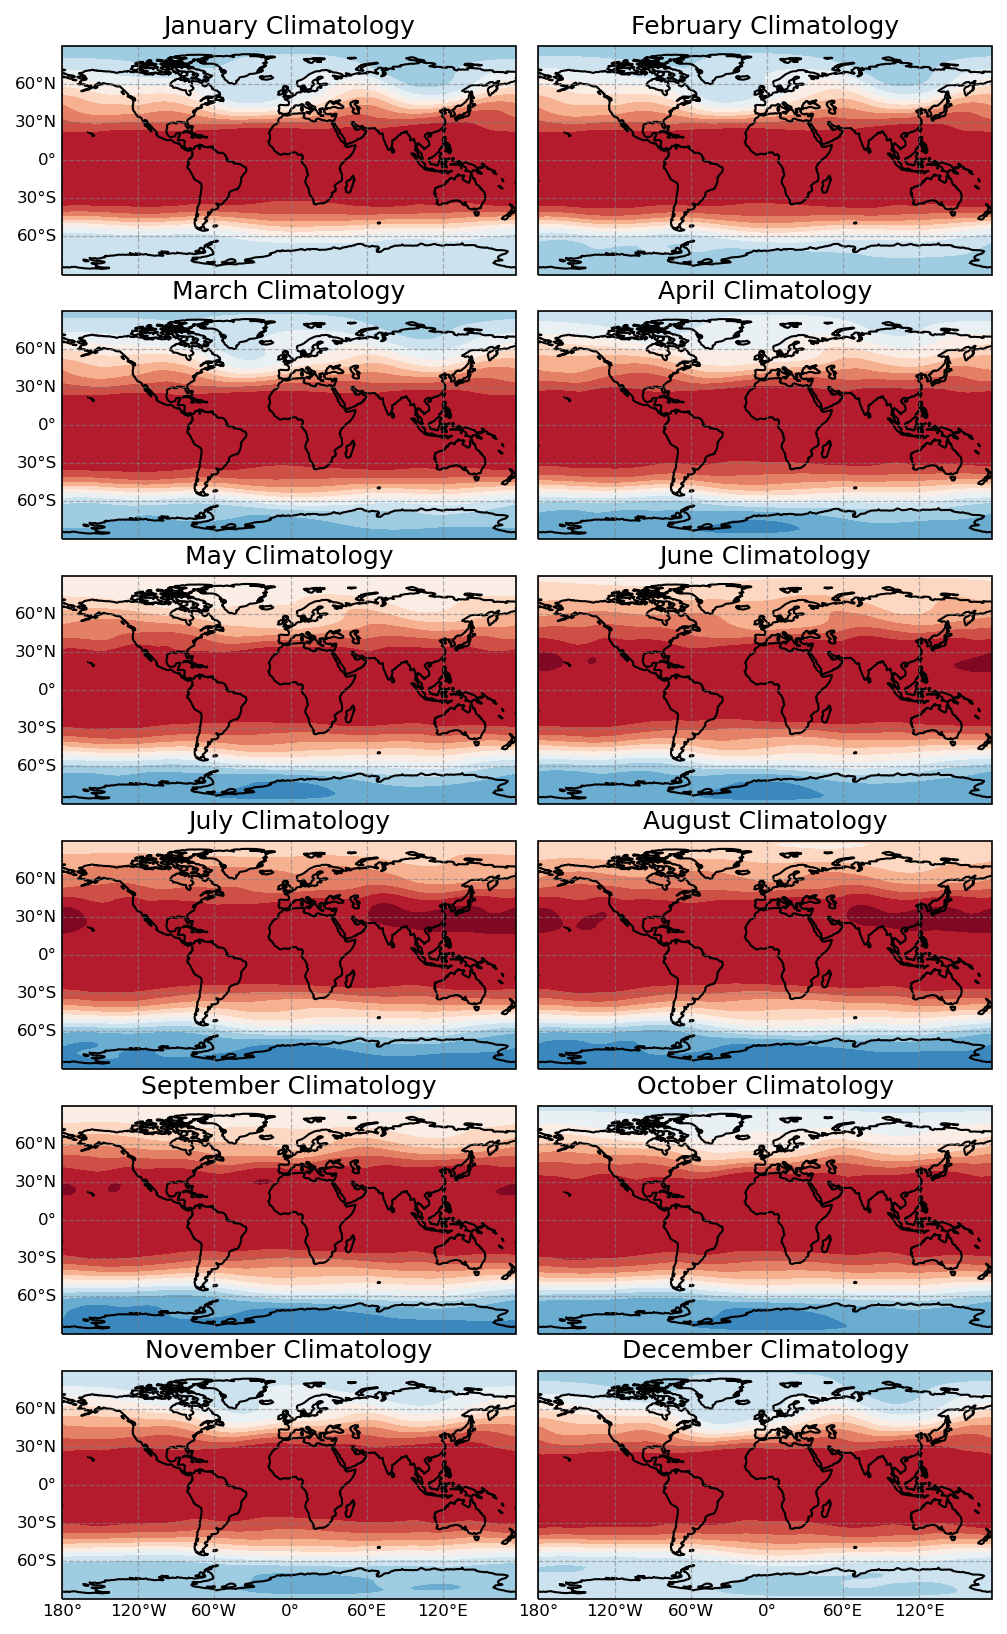 January Climatology February Climatology
60°N
30°N
0°
30°S
60°S
March Climatology April Climatology
60°N
30°N
0°
30°S
60°S
May Climatology June Climatology
60°N
30°N
0°
30°S
60°S
July Climatology August Climatology
60°N
30°N
0°
30°S
60°S
September Climatology October Climatology
60°N
30°N
0°
30°S
60°S
November Climatology December Climatology
60°N
30°N
0°
30°S
60°S
180° 120°W 60°W 0° 60°E 120°E 180° 120°W 60°W 0° 60°E 120°E